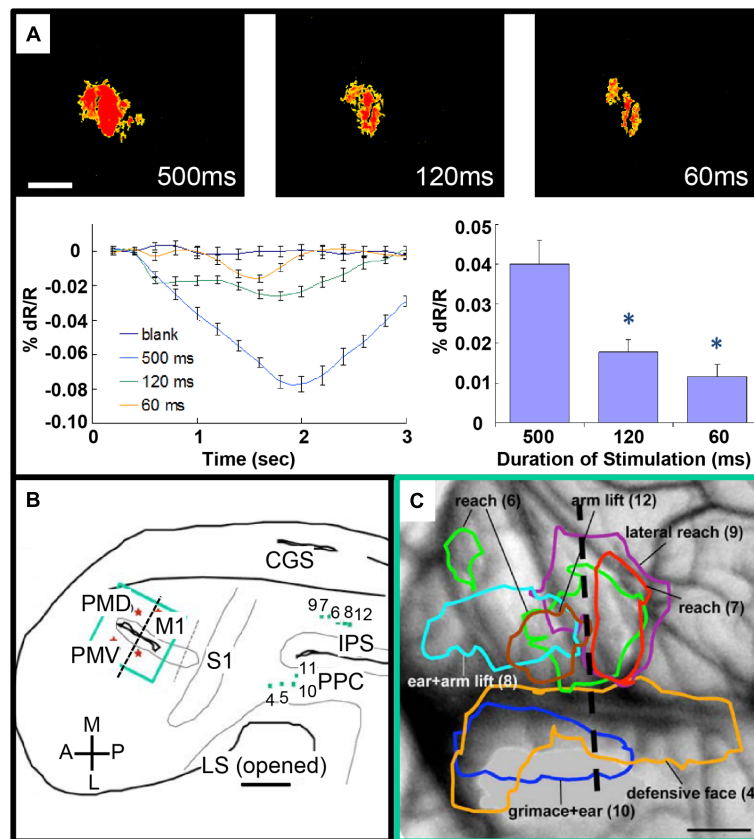 A
500ms
120ms
60ms
% dR/R
0
-0.02
-0.04
-0.06
-0.08
-0.10
blank
500 ms
120 ms
60 ms
0 1 2 3
Time (sec)
% dR/R
0.05
0.04
0.03
0.02
0.01
0
500 120 60
Duration of Stimulation (ms)
* *
B
CGS
PMD
M1
PMV
S1
97 6 8 12
IPS
11
PPC
4 5 10
M
A P
L
LS (opened)
C
reach (6)
arm lift (12)
lateral reach (9)
reach (7)
ear+arm lift (8)
defensive face (4
grimace+ear (10)